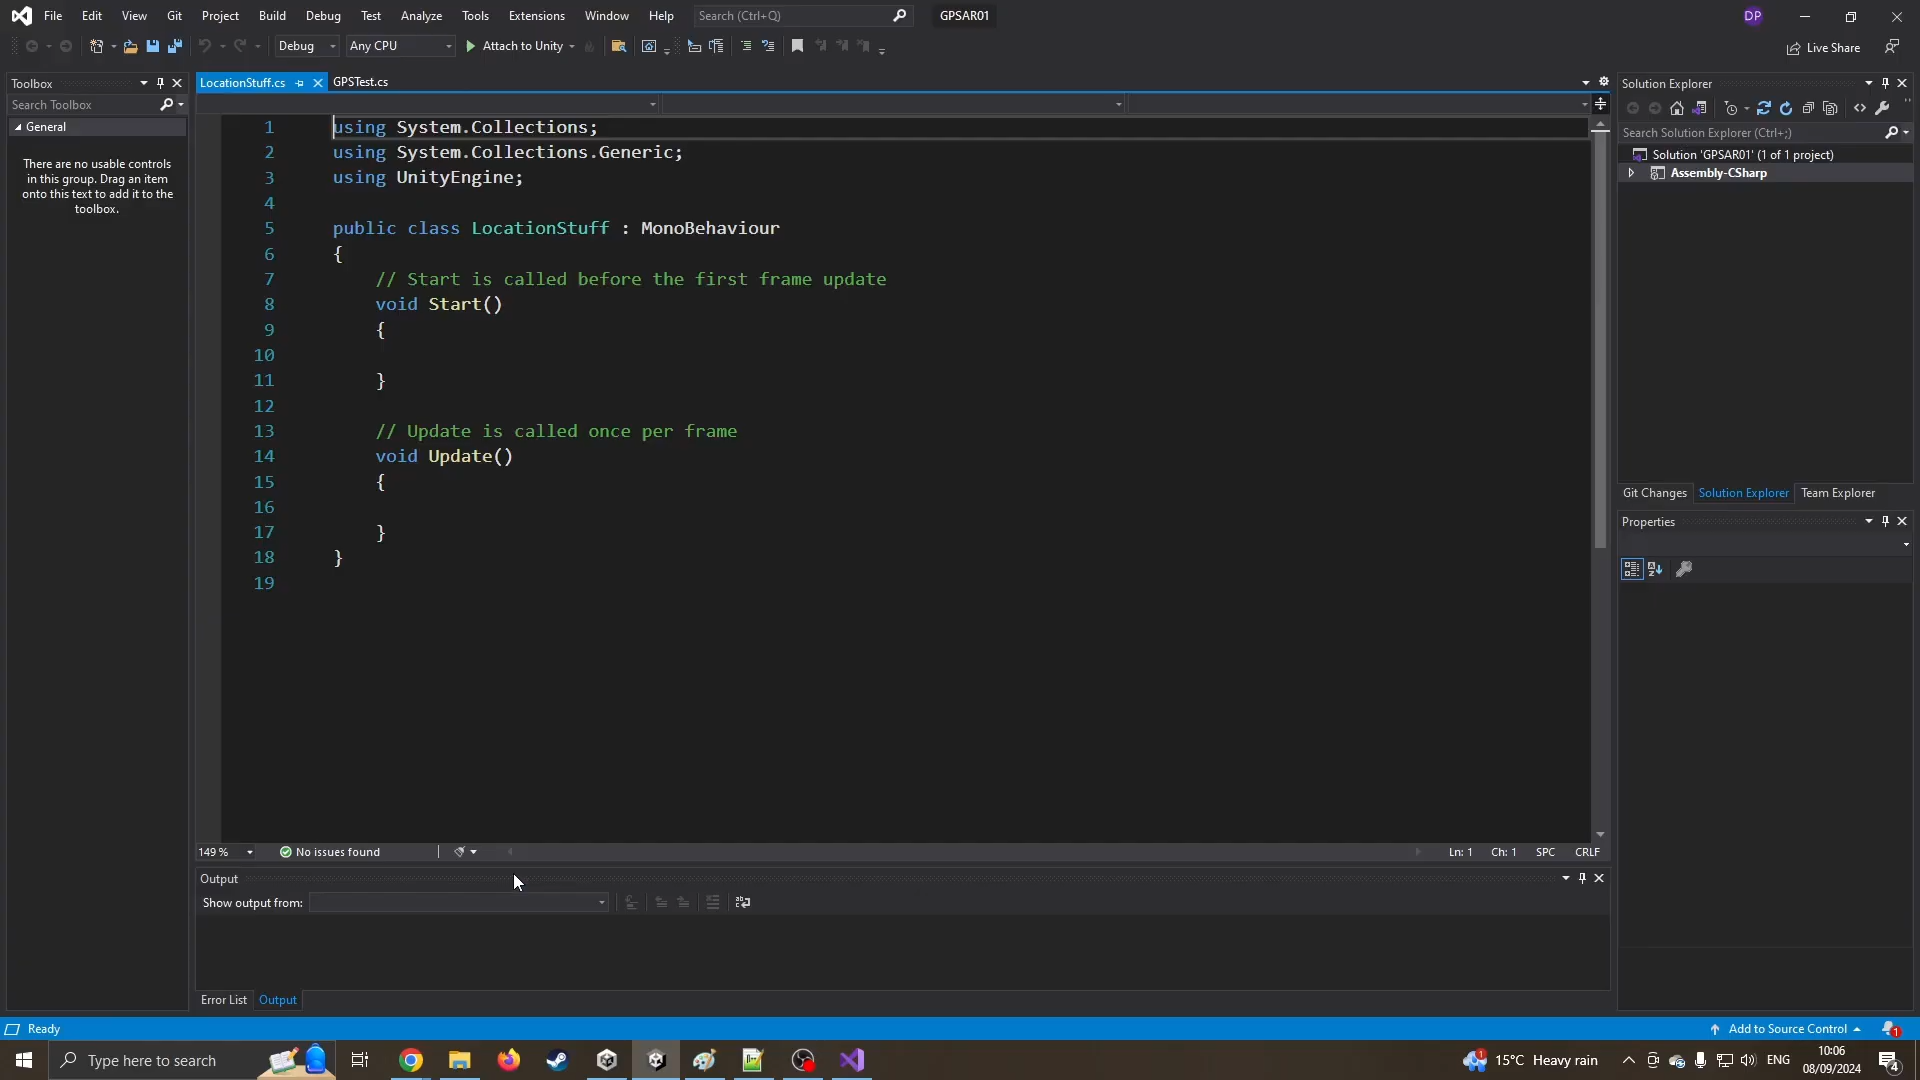 File Edit View Git Project Build Debug Test Analyze Tools Extensions Window Help Search (Ctrl+Q) GPSAR01 DP
Debug Any CPU Attach to Unity Live Share
Toolbox
Search Toolbox
General
There are no usable controls
in this group. Drag an item
onto this text to add it to the
toolbox.
LocationStuff.cs GPSTest.cs
1 using System.Collections;
2 using System.Collections.Generic;
3 using UnityEngine;
4
5 public class LocationStuff : MonoBehaviour
6 {
7 // Start is called before the first frame update
8 void Start()
9 {
10
11 }
12
13 // Update is called once per frame
14 void Update()
15 {
16
17 }
18 }
19
149 % No issues found Ln: 1 Ch: 1 SPC CRLF
Output
Show output from:
Error List Output
Solution Explorer
Search Solution Explorer (Ctrl+;)
Solution 'GPSAR01' (1 of 1 project)
Assembly-CSharp
Git Changes Solution Explorer Team Explorer
Properties
Ready Add to Source Control 1
Type here to search 1 15°C Heavy rain ENG 10:06
08/09/2024 4